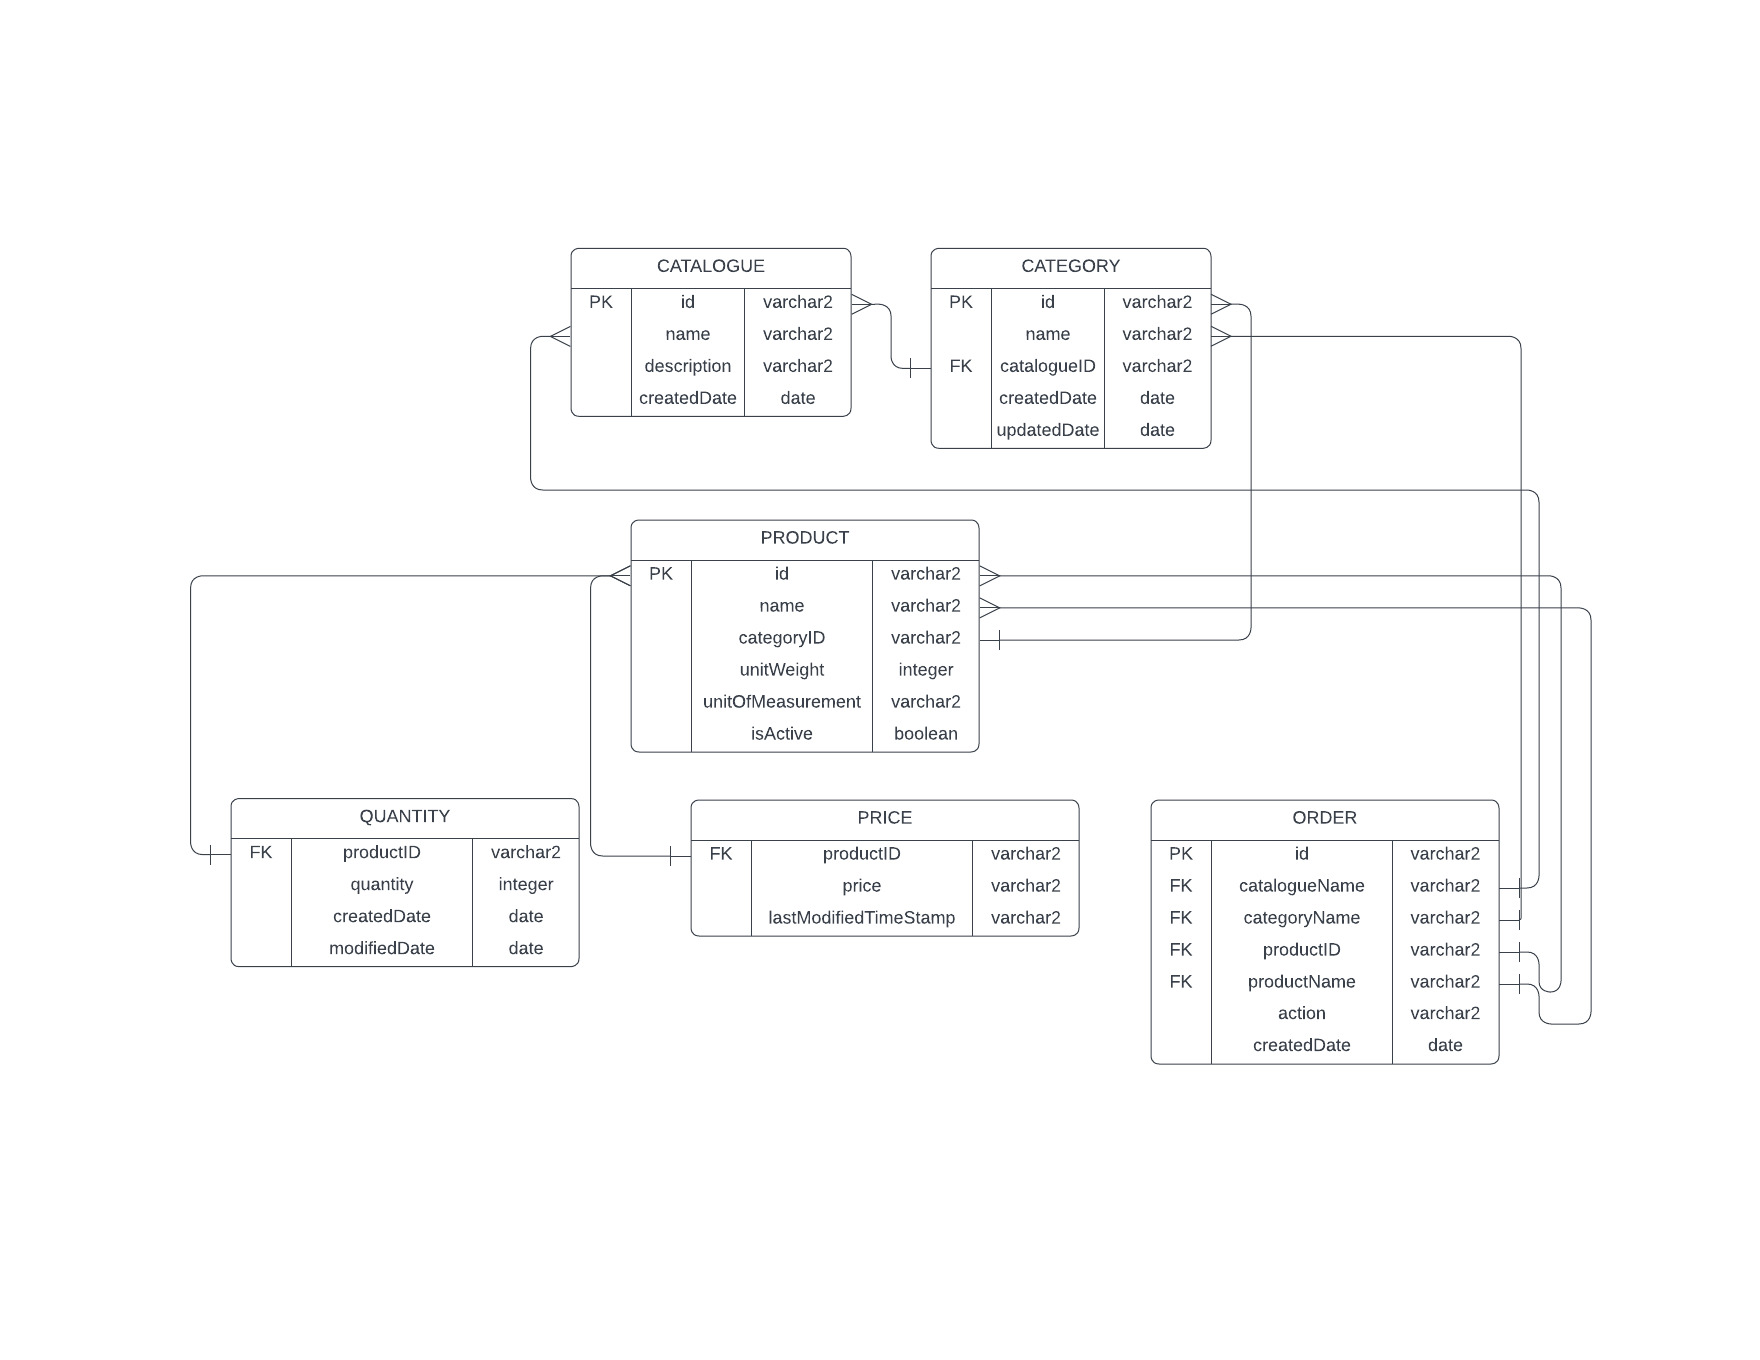 CATALOGUE
PK id varchar2
name varchar2
description varchar2
createdDate date
CATEGORY
PK id varchar2
name varchar2
FK catalogueID varchar2
createdDate date
updatedDate date
PRODUCT
PK id varchar2
name varchar2
categoryID varchar2
unitWeight integer
unitOfMeasurement varchar2
isActive boolean
QUANTITY
FK productID varchar2
quantity integer
createdDate date
modifiedDate date
PRICE
FK productID varchar2
price varchar2
lastModifiedTimeStamp varchar2
ORDER
PK id varchar2
FK catalogueName varchar2
FK categoryName varchar2
FK productID varchar2
FK productName varchar2
action varchar2
createdDate date